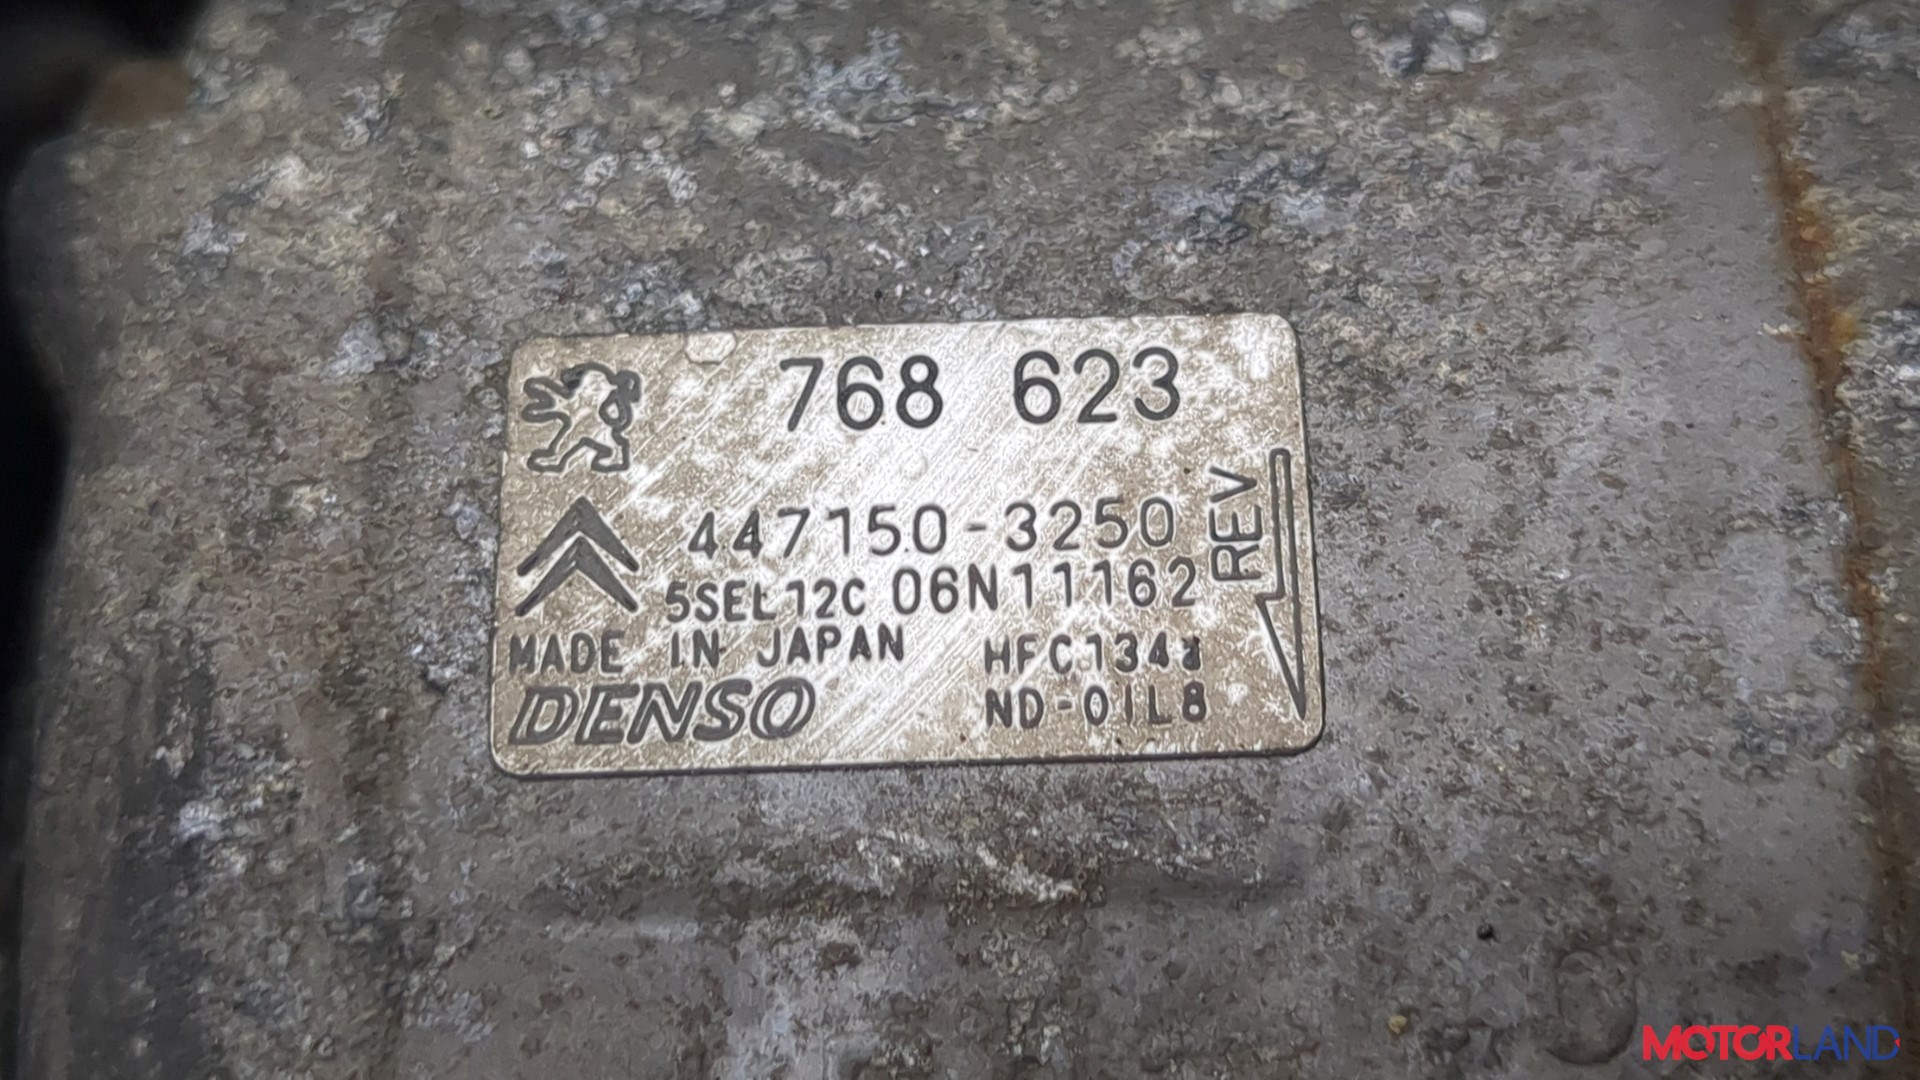 768 623
447150-3250
5SEL12C 06N11162
REV
MADE IN JAPAN HFC134a
DENSO ND-OIL8
MOTORLAND